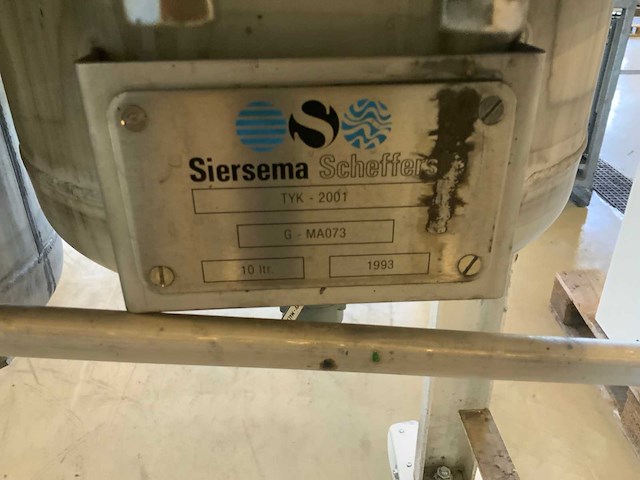 S
Siersema Scheffers
TYK - 2001
G - MA073
10 ltr.
1993